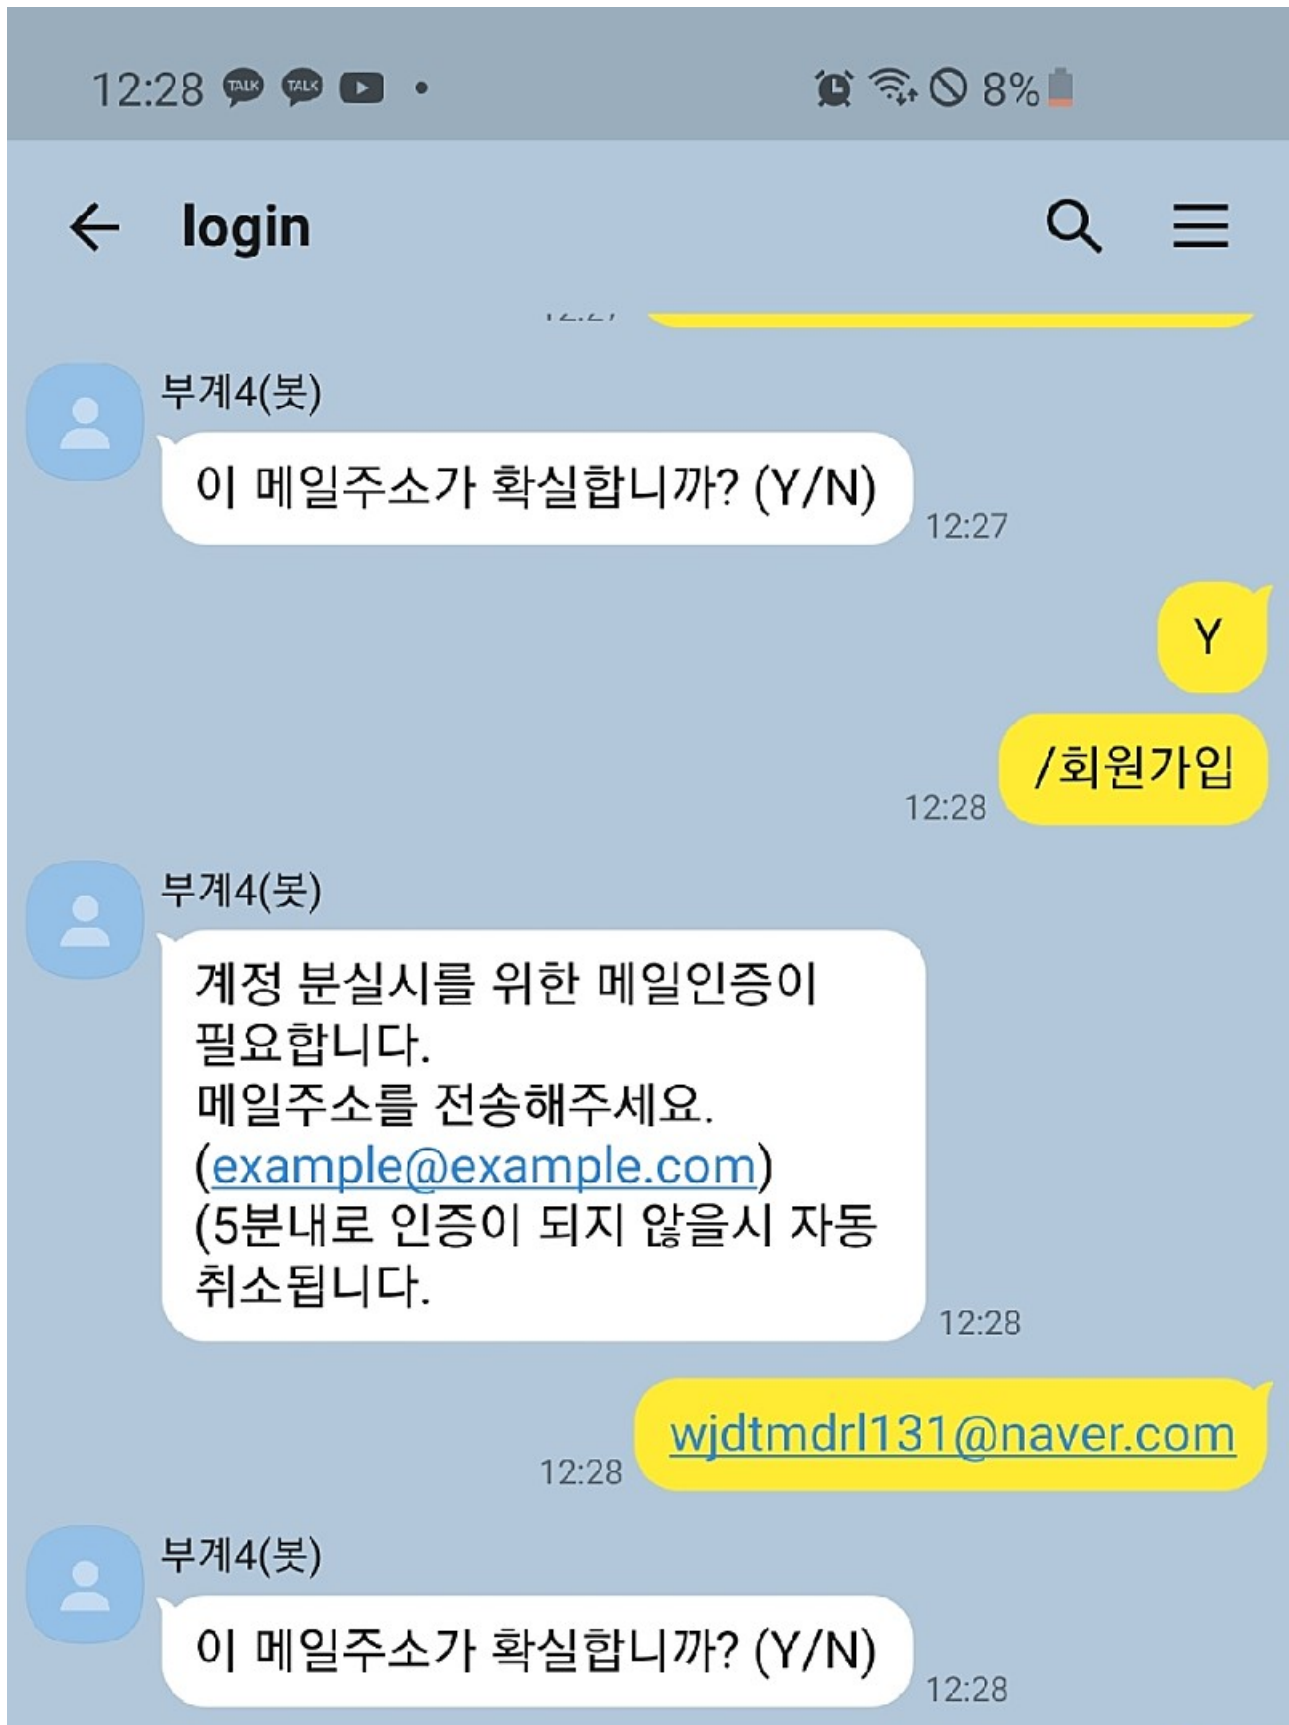 12:28 TALK TALK 8%
login
부계4(봇)
이 메일주소가 확실합니까? (Y/N)
12:27
Y
/회원가입
12:28
부계4(봇)
계정 분실시를 위한 메일인증이
필요합니다.
메일주소를 전송해주세요.
(example@example.com)
(5분내로 인증이 되지 않을시 자동
취소됩니다.
12:28
wjdtmdrl131@naver.com
12:28
부계4(봇)
이 메일주소가 확실합니까? (Y/N)
12:28